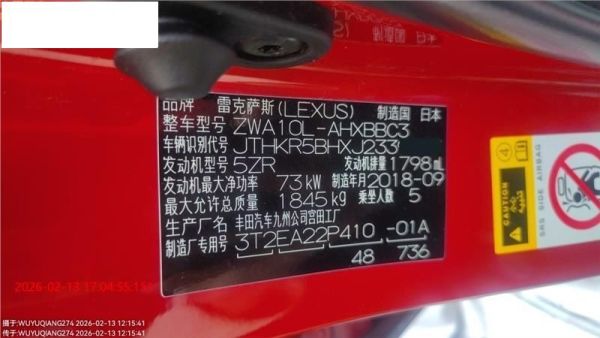 品牌 雷克萨斯(LEXUS) 制造国 日本
整车型号 ZWA10L-AHXBBC3
车辆识别代号 JTHKR5BHXJ233
发动机型号 5ZR 发动机排量 1798mL
发动机最大净功率 73kW 制造年月 2018-09
最大允许总质量 1845kg 乘坐人数 5
生产厂名 丰田汽车九州公司宫田工厂
制造厂专用号 3T2EA22P410-01A
48 736
CAUTION
SRS SIDE AIRBAG
2026-02-13 17:04:55:15
摄于:WUYUQIANG274 2026-02-13 12:15:41
传于:WUYUQIANG274 2026-02-13 12:15:41